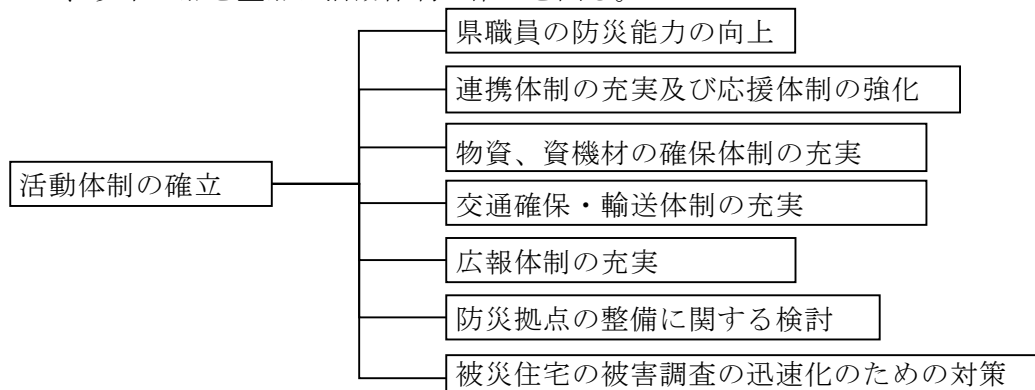 県職員の防災能力の向上
連携体制の充実及び応援体制の強化
物資、資機材の確保体制の充実
活動体制の確立
交通確保・輸送体制の充実
広報体制の充実
防災拠点の整備に関する検討
被災住宅の被害調査の迅速化のための対策